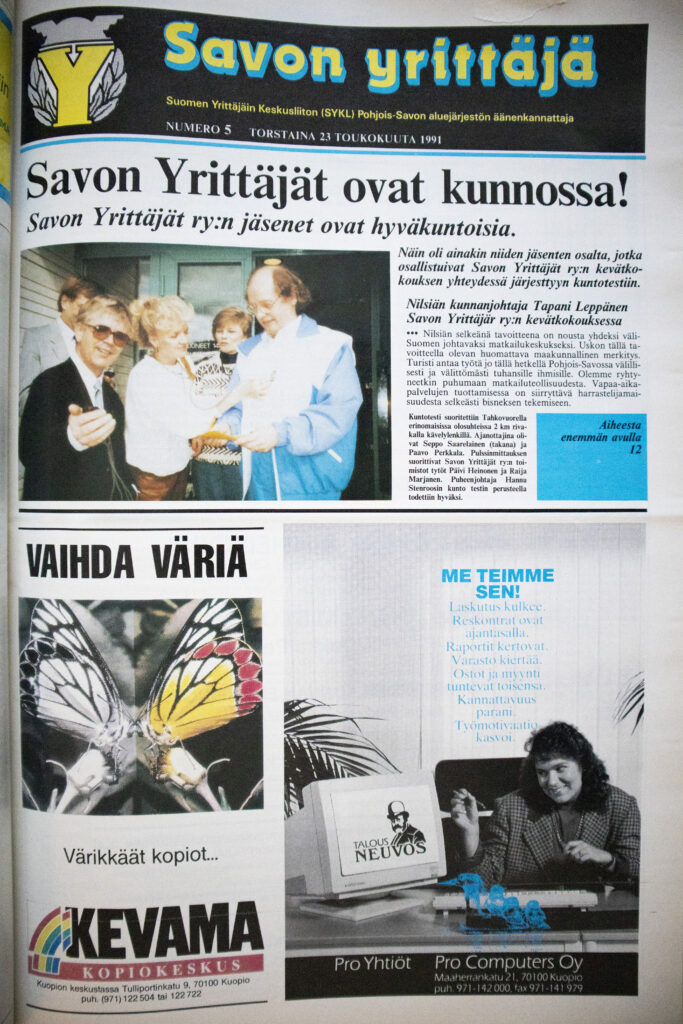 Savon yrittäjä
Suomen Yrittäjäin Keskusliiton (SYKL) Pohjois-Savon aluejärjestön äänenkannattaja
NUMERO 5 TORSTAINA 23 TOUKOKUUTA 1991
Savon Yrittäjät ovat kunnossa!
Savon Yrittäjät ry:n jäsenet ovat hyväkuntoisia.
Näin oli ainakin niiden jäsenten osalta, jotka
osallistuivat Savon Yrittäjät ry:n kevätko-
kouksen yhteydessä järjestyyn kuntotestiin.
Nilsiän kunnanjohtaja Tapani Leppänen
Savon Yrittäjär ry:n kevätkokouksessa
••• Nilsiän selkeänä tavoitteena on nousta yhdeksi väli-
Suomen johtavaksi matkailukeskukseksi. Uskon tällä ta-
voitteella olevan huomattava maakunnallinen merkitys.
Turisti antaa työtä jo tällä hetkellä Pohjois-Savossa välilli-
sesti ja välittömästi tuhansille ihmisille. Olemme ryhty-
neetkin puhumaan matkailuteollisuudesta. Vapaa-aika-
palvelujen tuottamisessa on siirryttävä harrastelijamai-
suudesta selkeästi bisneksen tekemiseen.
Kuntotesti suoritettiin Tahkovuorella
erinomaisissa olosuhteissa 2 km riva-
kalla kävelylenkillä. Ajanottajina oli-
vat Seppo Saarelainen (takana) ja
Paavo Perkkala. Pulssinmittauksen
suorittivat Savon Yrittäjät ry:n toi-
mistot tytöt Päivi Heinonen ja Raija
Marjanen. Puheenjohtaja Hannu
Stenroosin kunto testin perusteella
todettiin hyväksi.
Aiheesta
enemmän avulla
12
VAIHDA VÄRIÄ
Värikkäät kopiot...
KEVAMA
KOPIOKESKUS
Kuopion keskustassa Tulliportinkatu 9, 70100 Kuopio
puh. (971) 122 504 tai 122 722
ME TEIMME
SEN!
Laskutus kulkee.
Reskontrat ovat
ajantasalla.
Raportit kertovat.
Varasto kiertää.
Ostot ja myynti
tuntevat toisensa.
Kannattavuus
parani.
Työmotivaatio
kasvoi.
TALOUS
NEUVOS
Pro Yhtiöt Pro Computers Oy
Maaherrankatu 21, 70100 Kuopio
puh. 971-142 000, fax 971-141 979